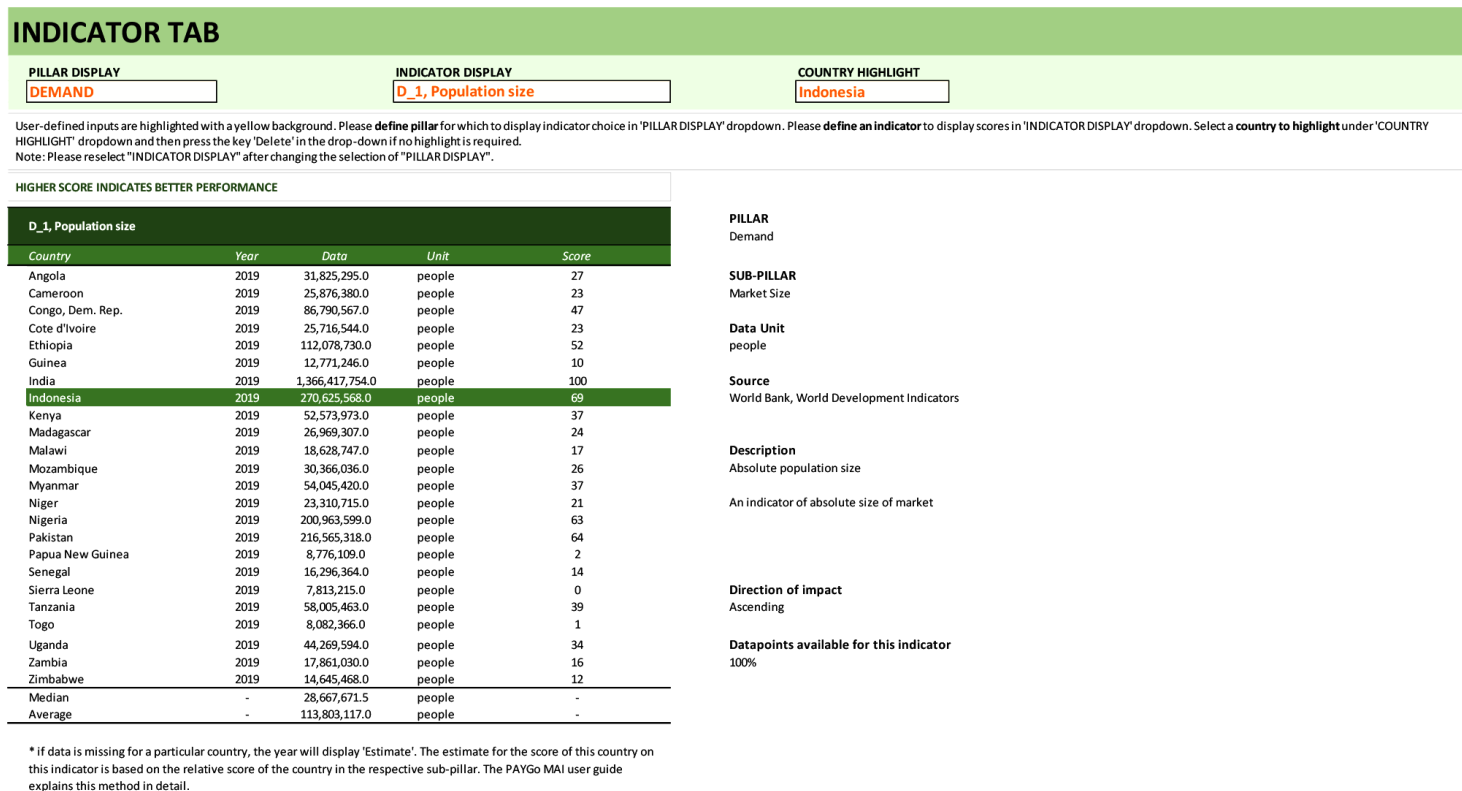 INDICATOR TAB
PILLAR DISPLAY INDICATOR DISPLAY COUNTRY HIGHLIGHT
DEMAND D_1, Population size Indonesia
User-defined inputs are highlighted with a yellow background. Please define pillar for which to display indicator choice in 'PILLAR DISPLAY' dropdown. Please define an indicator to display scores in 'INDICATOR DISPLAY' dropdown. Select a country to highlight under 'COUNTRY
HIGHLIGHT' dropdown and then press the key 'Delete' in the drop-down if no highlight is required.
Note: Please reselect "INDICATOR DISPLAY" after changing the selection of "PILLAR DISPLAY".
HIGHER SCORE INDICATES BETTER PERFORMANCE
D_1, Population size
Country Year Data Unit Score
Angola 2019 31,825,295.0 people 27
Cameroon 2019 25,876,380.0 people 23
Congo, Dem. Rep. 2019 86,790,567.0 people 47
Cote d'Ivoire 2019 25,716,544.0 people 23
Ethiopia 2019 112,078,730.0 people 52
Guinea 2019 12,771,246.0 people 10
India 2019 1,366,417,754.0 people 100
Indonesia 2019 270,625,568.0 people 69
Kenya 2019 52,573,973.0 people 37
Madagascar 2019 26,969,307.0 people 24
Malawi 2019 18,628,747.0 people 17
Mozambique 2019 30,366,036.0 people 26
Myanmar 2019 54,045,420.0 people 37
Niger 2019 23,310,715.0 people 21
Nigeria 2019 200,963,599.0 people 63
Pakistan 2019 216,565,318.0 people 64
Papua New Guinea 2019 8,776,109.0 people 2
Senegal 2019 16,296,364.0 people 14
Sierra Leone 2019 7,813,215.0 people 0
Tanzania 2019 58,005,463.0 people 39
Togo 2019 8,082,366.0 people 1
Uganda 2019 44,269,594.0 people 34
Zambia 2019 17,861,030.0 people 16
Zimbabwe 2019 14,645,468.0 people 12
Median - 28,667,671.5 people -
Average - 113,803,117.0 people -
* if data is missing for a particular country, the year will display 'Estimate'. The estimate for the score of this country on
this indicator is based on the relative score of the country in the respective sub-pillar. The PAYGo MAI user guide
explains this method in detail.
PILLAR
Demand
SUB-PILLAR
Market Size
Data Unit
people
Source
World Bank, World Development Indicators
Description
Absolute population size
An indicator of absolute size of market
Direction of impact
Ascending
Datapoints available for this indicator
100%